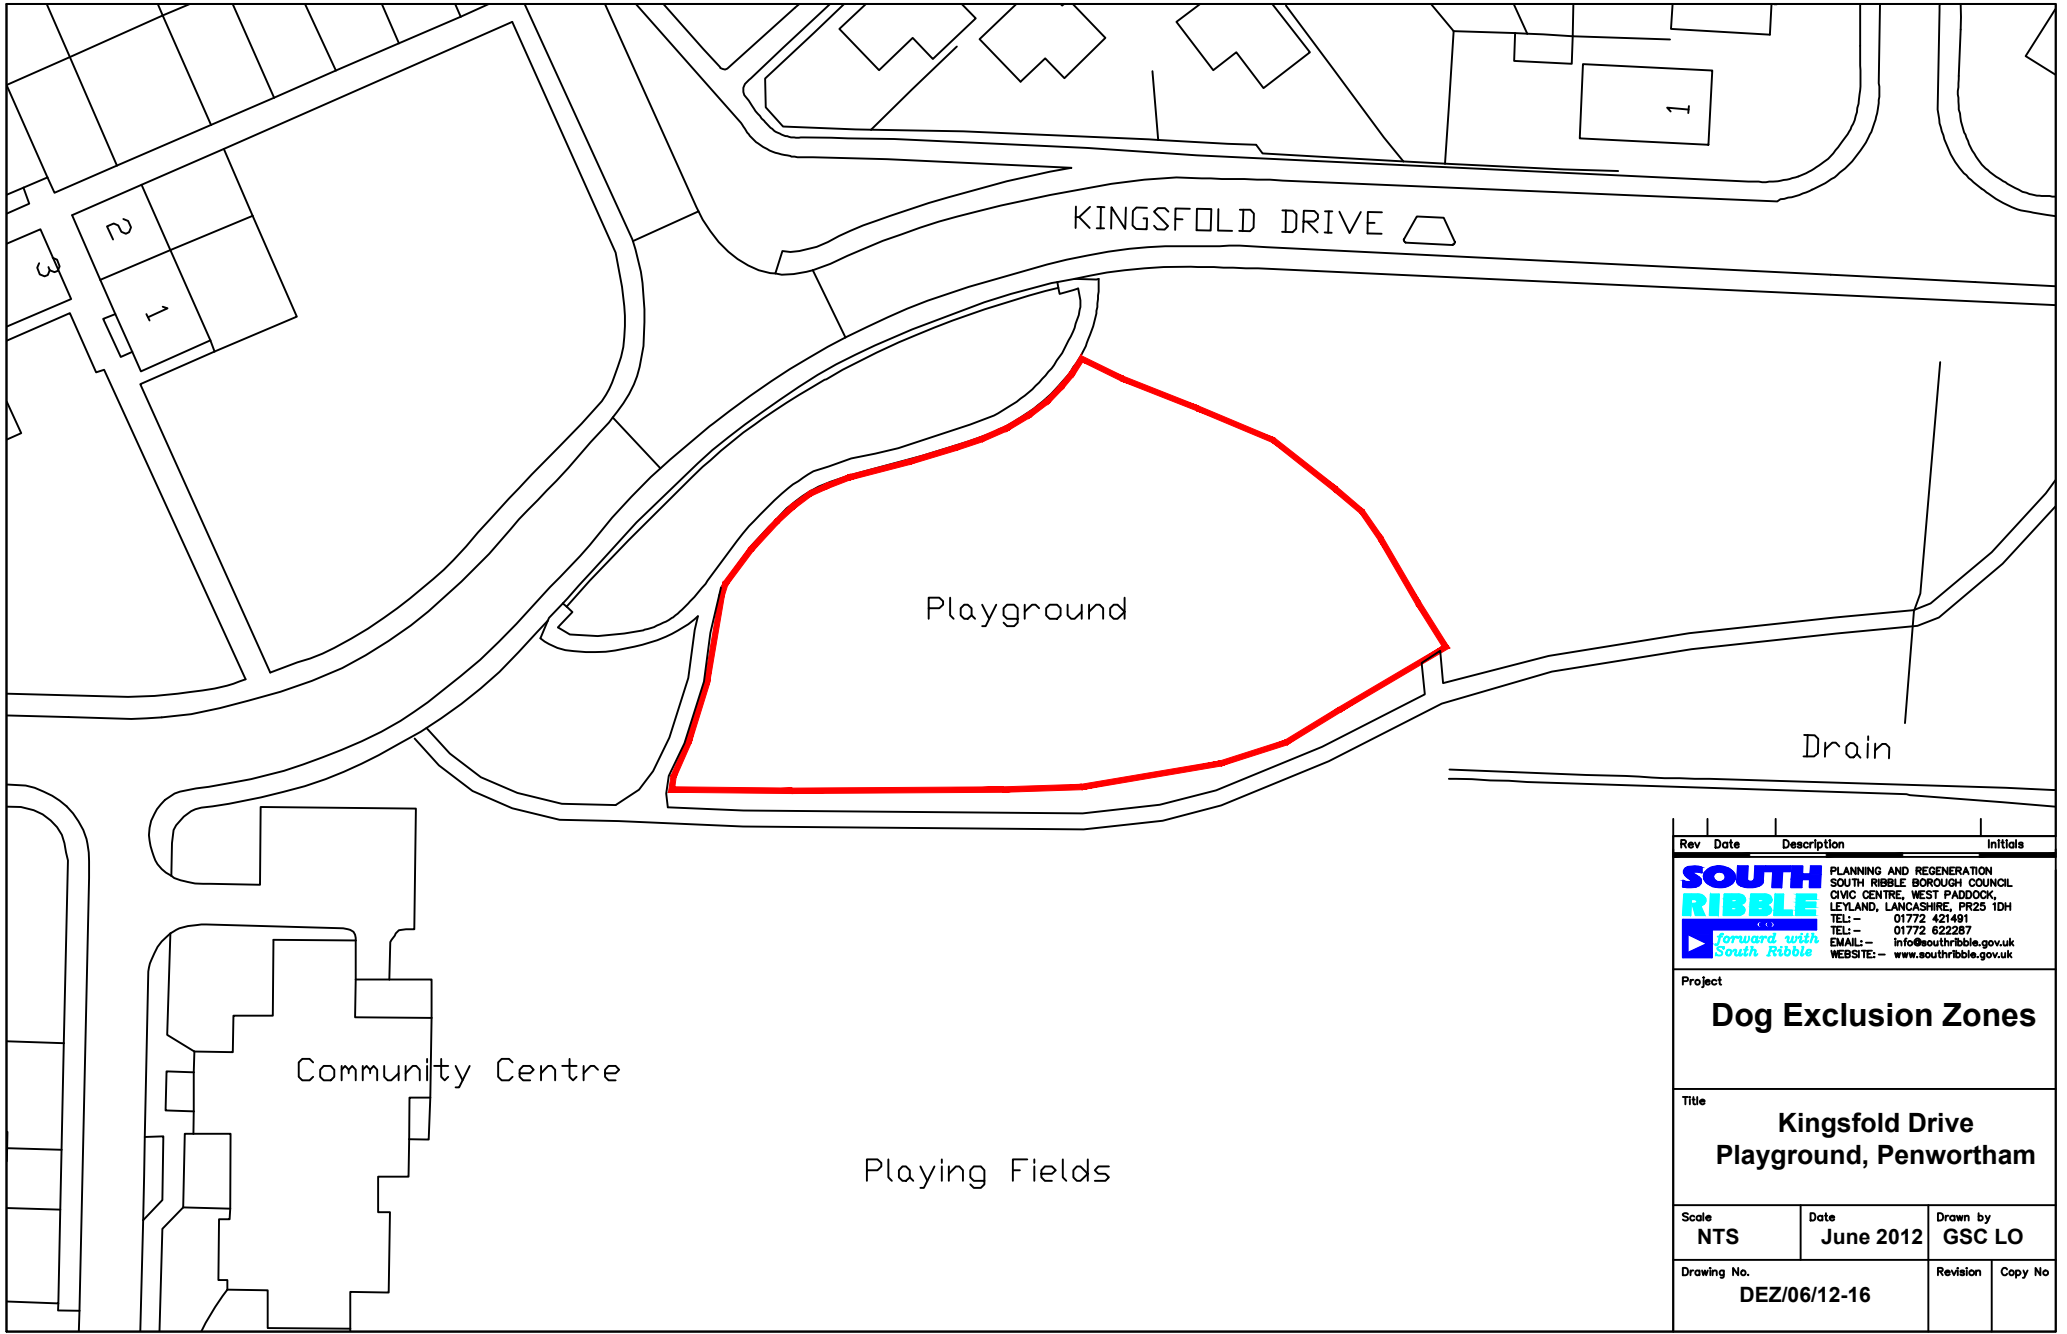 KINGSFOLD DRIVE
1
2
3
1
Playground
Drain
Community Centre
Playing Fields
Rev Date Description Initials
SOUTH
RIBBLE
forward with
South Ribble
PLANNING AND REGENERATION
SOUTH RIBBLE BOROUGH COUNCIL
CIVIC CENTRE, WEST PADDOCK,
LEYLAND, LANCASHIRE, PR25 1DH
TEL:- 01772 421491
TEL:- 01772 622287
EMAIL:- info@southribble.gov.uk
WEBSITE:- www.southribble.gov.uk
Project
Dog Exclusion Zones
Title
Kingsfold Drive
Playground, Penwortham
Scale
NTS
Date
June 2012
Drawn by
GSC LO
Drawing No.
DEZ/06/12-16
Revision
Copy No